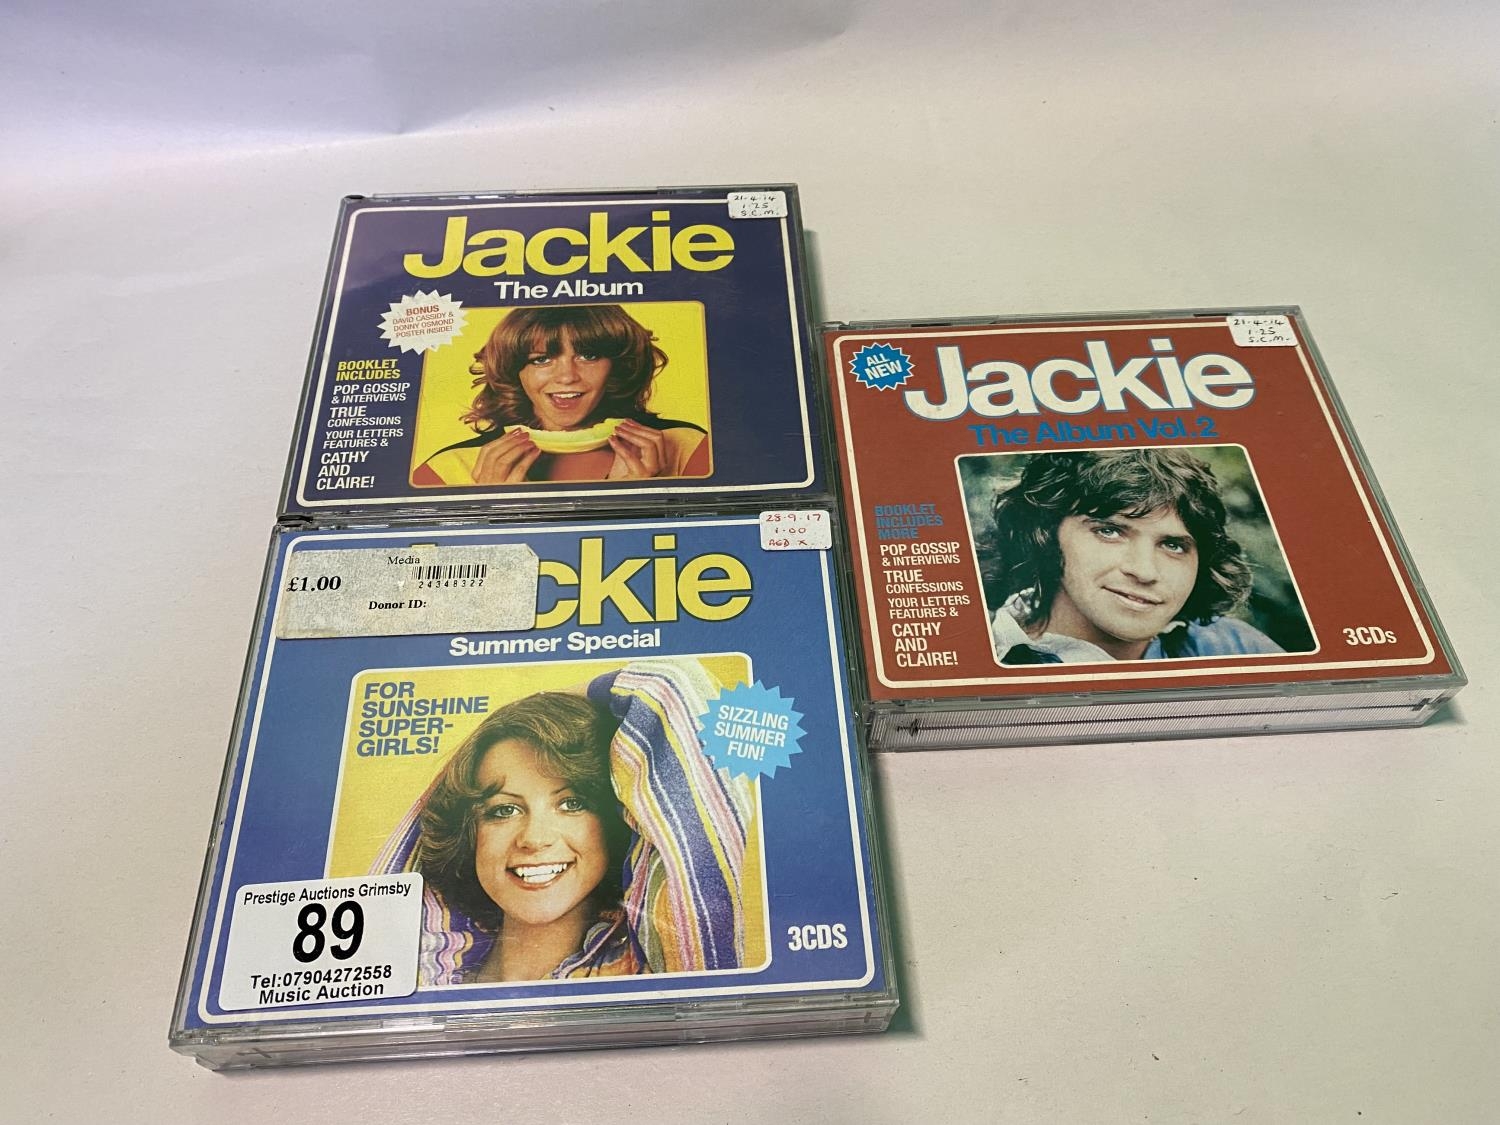 21-4-14
1.25
S.C.M.
Jackie
The Album
BONUS
DAVID CASSIDY &
DONNY OSMOND
POSTER INSIDE!
BOOKLET
INCLUDES
POP GOSSIP
& INTERVIEWS
TRUE
CONFESSIONS
YOUR LETTERS
FEATURES &
CATHY
AND
CLAIRE!
21-4-14
1.25
S.C.M.
ALL
NEW
Jackie
The Album Vol.2
BOOKLET
INCLUDES
MORE
POP GOSSIP
& INTERVIEWS
TRUE
CONFESSIONS
YOUR LETTERS
FEATURES &
CATHY
AND
CLAIRE!
3CDs
28-9-17
1.00
Media
£1.00
24348322
Donor ID:
ckie
Summer Special
FOR
SUNSHINE
SUPER-
GIRLS!
SIZZLING
SUMMER
FUN!
3CDS
Prestige Auctions Grimsby
89
Tel:07904272558
Music Auction